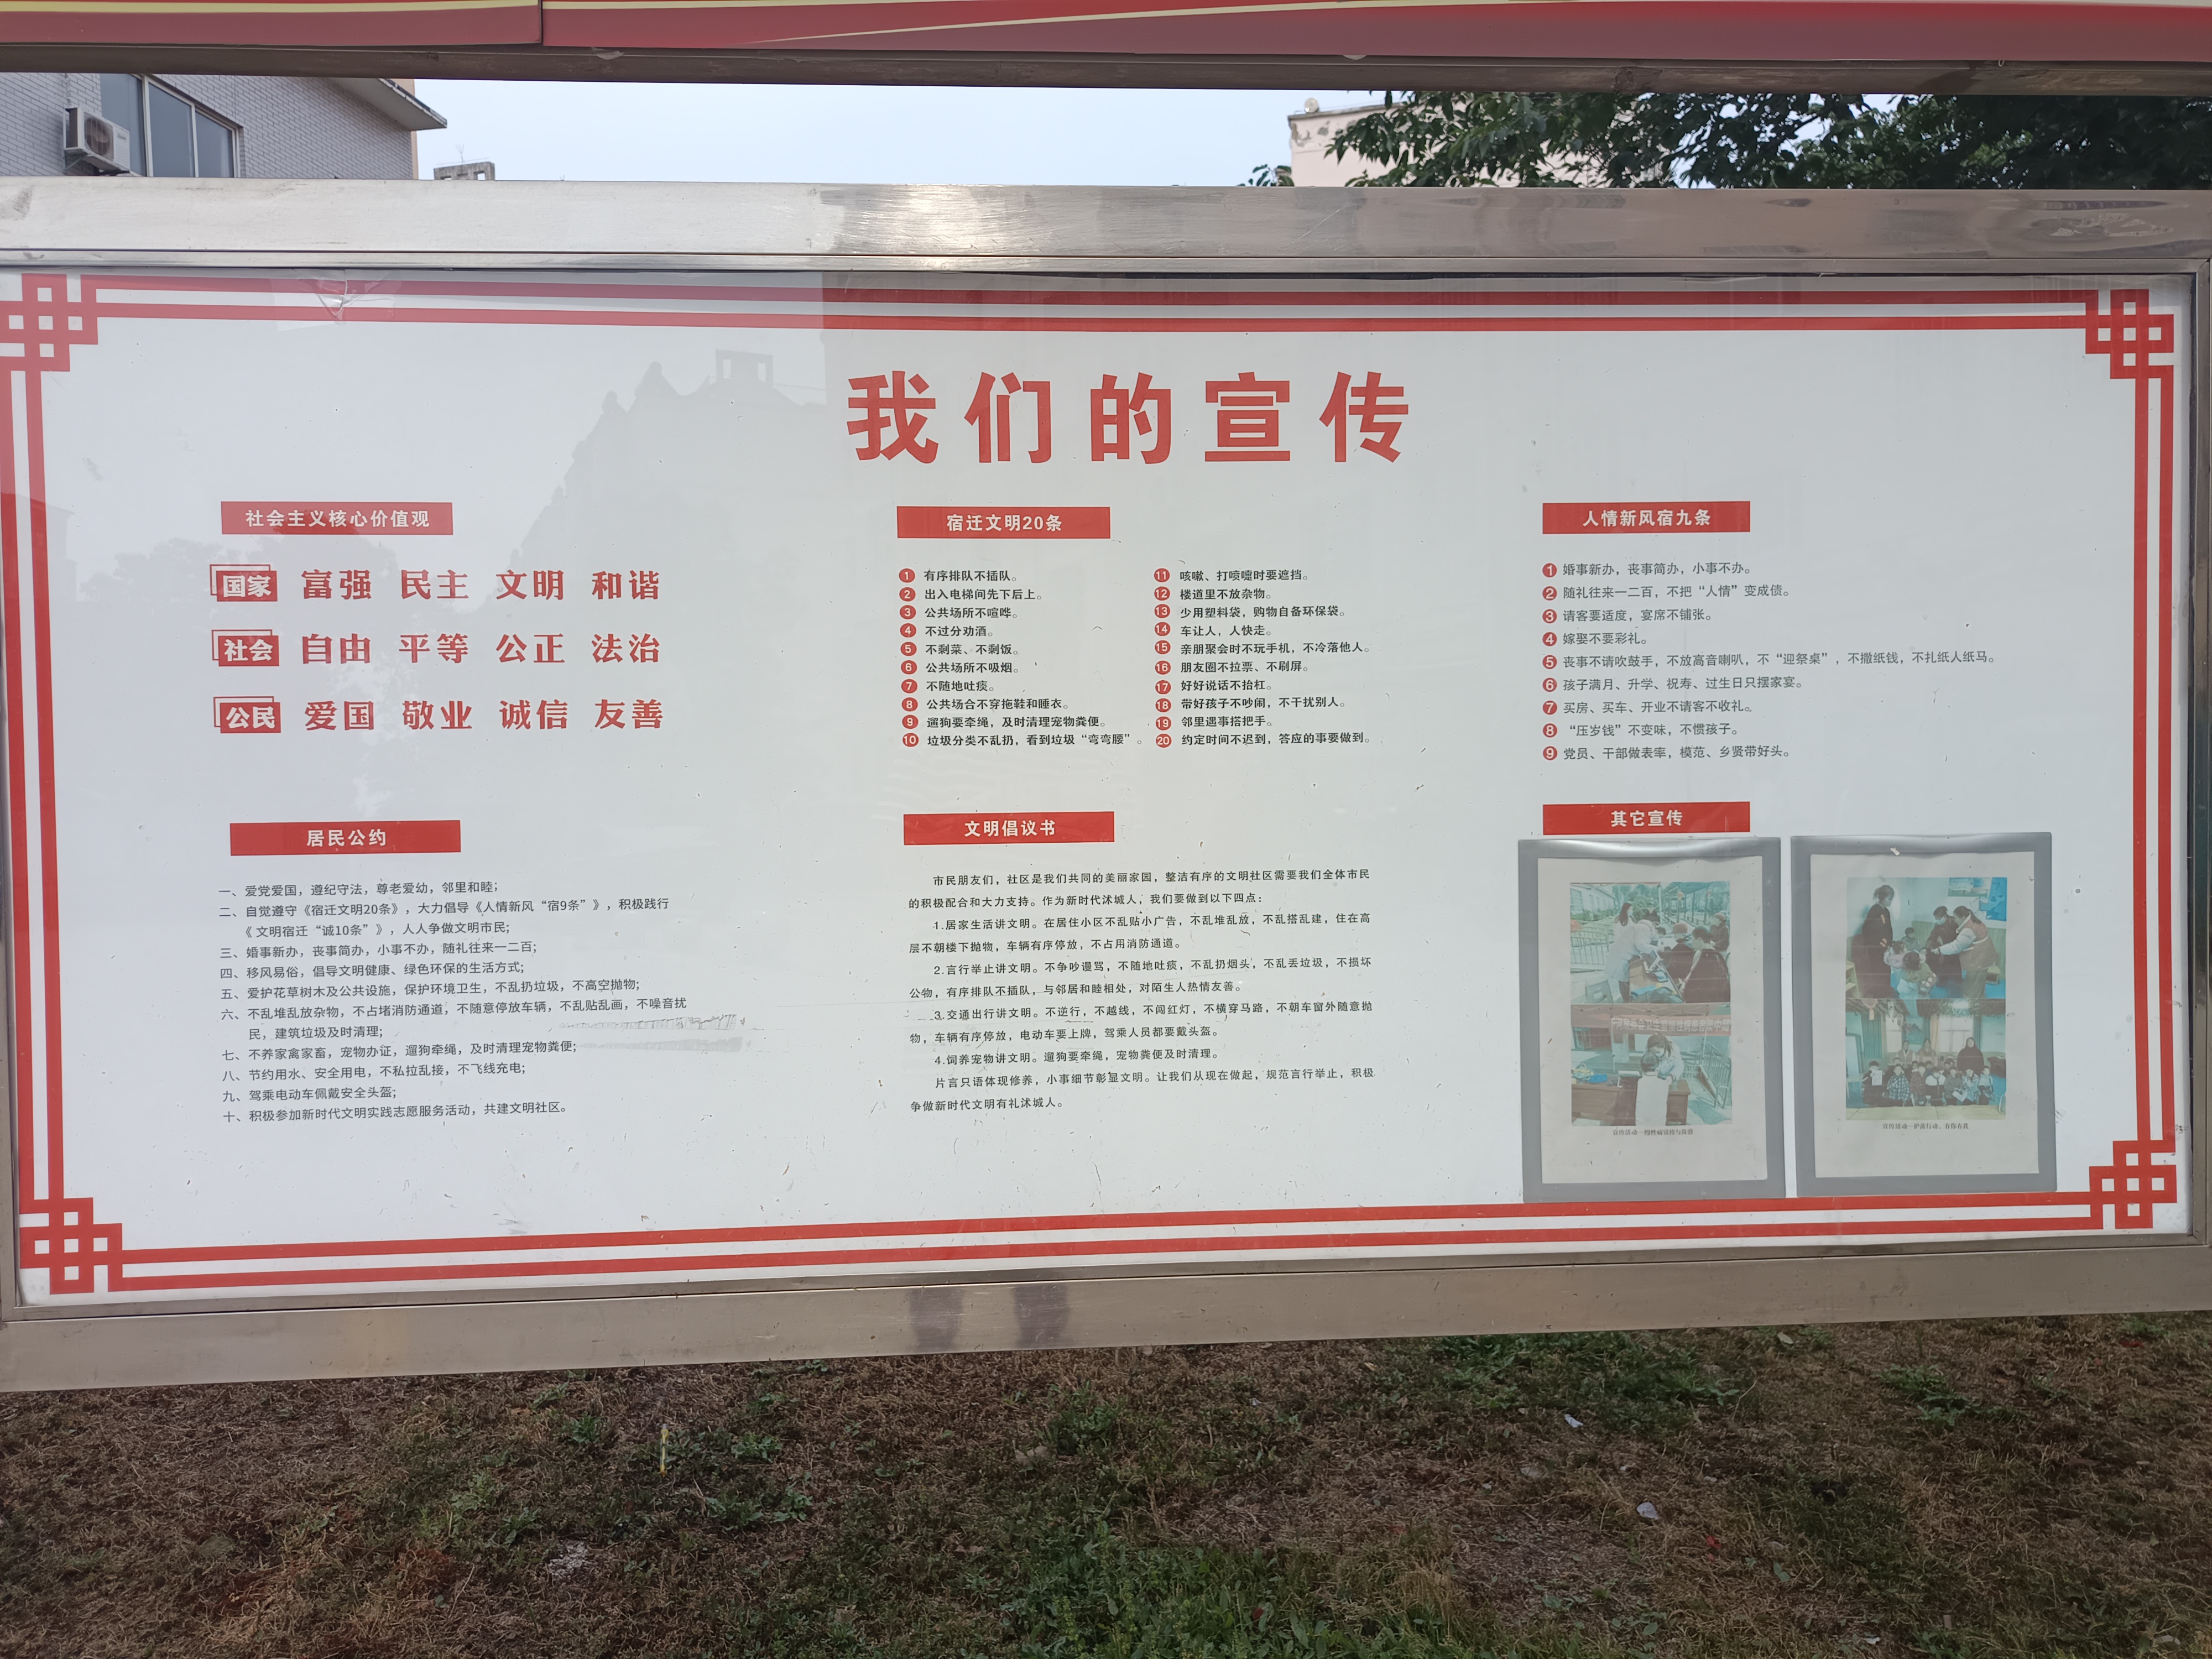 我们的宣传
社会主义核心价值观
国家 富强 民主 文明 和谐
社会 自由 平等 公正 法治
公民 爱国 敬业 诚信 友善
居民公约
一、爱党爱国，遵纪守法，尊老爱幼，邻里和睦；
二、自觉遵守《宿迁文明20条》，大力倡导《人情新风“宿9条”》，积极践行
《文明宿迁“诚10条”》，人人争做文明市民；
三、婚事新办，丧事简办，小事不办，随礼往来一二百；
四、移风易俗，倡导文明健康、绿色环保的生活方式；
五、爱护花草树木及公共设施，保护环境卫生，不乱扔垃圾，不高空抛物；
六、不乱堆乱放杂物，不占堵消防通道，不随意停放车辆，不乱贴乱画，不噪音扰
民，建筑垃圾及时清理；
七、不养家禽家畜，宠物办证，遛狗牵绳，及时清理宠物粪便；
八、节约用水、安全用电，不私拉乱接，不飞线充电；
九、驾乘电动车佩戴安全头盔；
十、积极参加新时代文明实践志愿服务活动，共建文明社区。
宿迁文明20条
1 有序排队不插队。
2 出入电梯间先下后上。
3 公共场所不喧哗。
4 不过分劝酒。
5 不剩菜、不剩饭。
6 公共场所不吸烟。
7 不随地吐痰。
8 公共场合不穿拖鞋和睡衣。
9 遛狗要牵绳，及时清理宠物粪便。
10 垃圾分类不乱扔，看到垃圾“弯弯腰”。
11 咳嗽、打喷嚏时要遮挡。
12 楼道里不放杂物。
13 少用塑料袋，购物自备环保袋。
14 车让人，人快走。
15 亲朋聚会时不玩手机，不冷落他人。
16 朋友圈不拉票、不刷屏。
17 好好说话不抬杠。
18 带好孩子不吵闹，不干扰别人。
19 邻里遇事搭把手。
20 约定时间不迟到，答应的事要做到。
文明倡议书
市民朋友们，社区是我们共同的美丽家园，整洁有序的文明社区需要我们全体市民
的积极配合和大力支持。作为新时代沭城人，我们要做到以下四点：
1.居家生活讲文明。在居住小区不乱贴小广告，不乱堆乱放，不乱搭乱建，住在高
层不朝楼下抛物，车辆有序停放，不占用消防通道。
2.言行举止讲文明。不争吵谩骂，不随地吐痰，不乱扔烟头，不乱丢垃圾，不损坏
公物，有序排队不插队，与邻居和睦相处，对陌生人热情友善。
3.交通出行讲文明。不逆行，不越线，不闯红灯，不横穿马路，不朝车窗外随意抛
物，车辆有序停放，电动车要上牌，驾乘人员都要戴头盔。
4.饲养宠物讲文明。遛狗要牵绳，宠物粪便及时清理。
片言只语体现修养，小事细节彰显文明。让我们从现在做起，规范言行举止，积极
争做新时代文明有礼沭城人。
人情新风宿九条
1 婚事新办，丧事简办，小事不办。
2 随礼往来一二百，不把“人情”变成债。
3 请客要适度，宴席不铺张。
4 嫁娶不要彩礼。
5 丧事不请吹鼓手，不放高音喇叭，不“迎祭桌”，不撒纸钱，不扎纸人纸马。
6 孩子满月、升学、祝寿、过生日只摆家宴。
7 买房、买车、开业不请客不收礼。
8 “压岁钱”不变味，不惯孩子。
9 党员、干部做表率，模范、乡贤带好头。
其它宣传